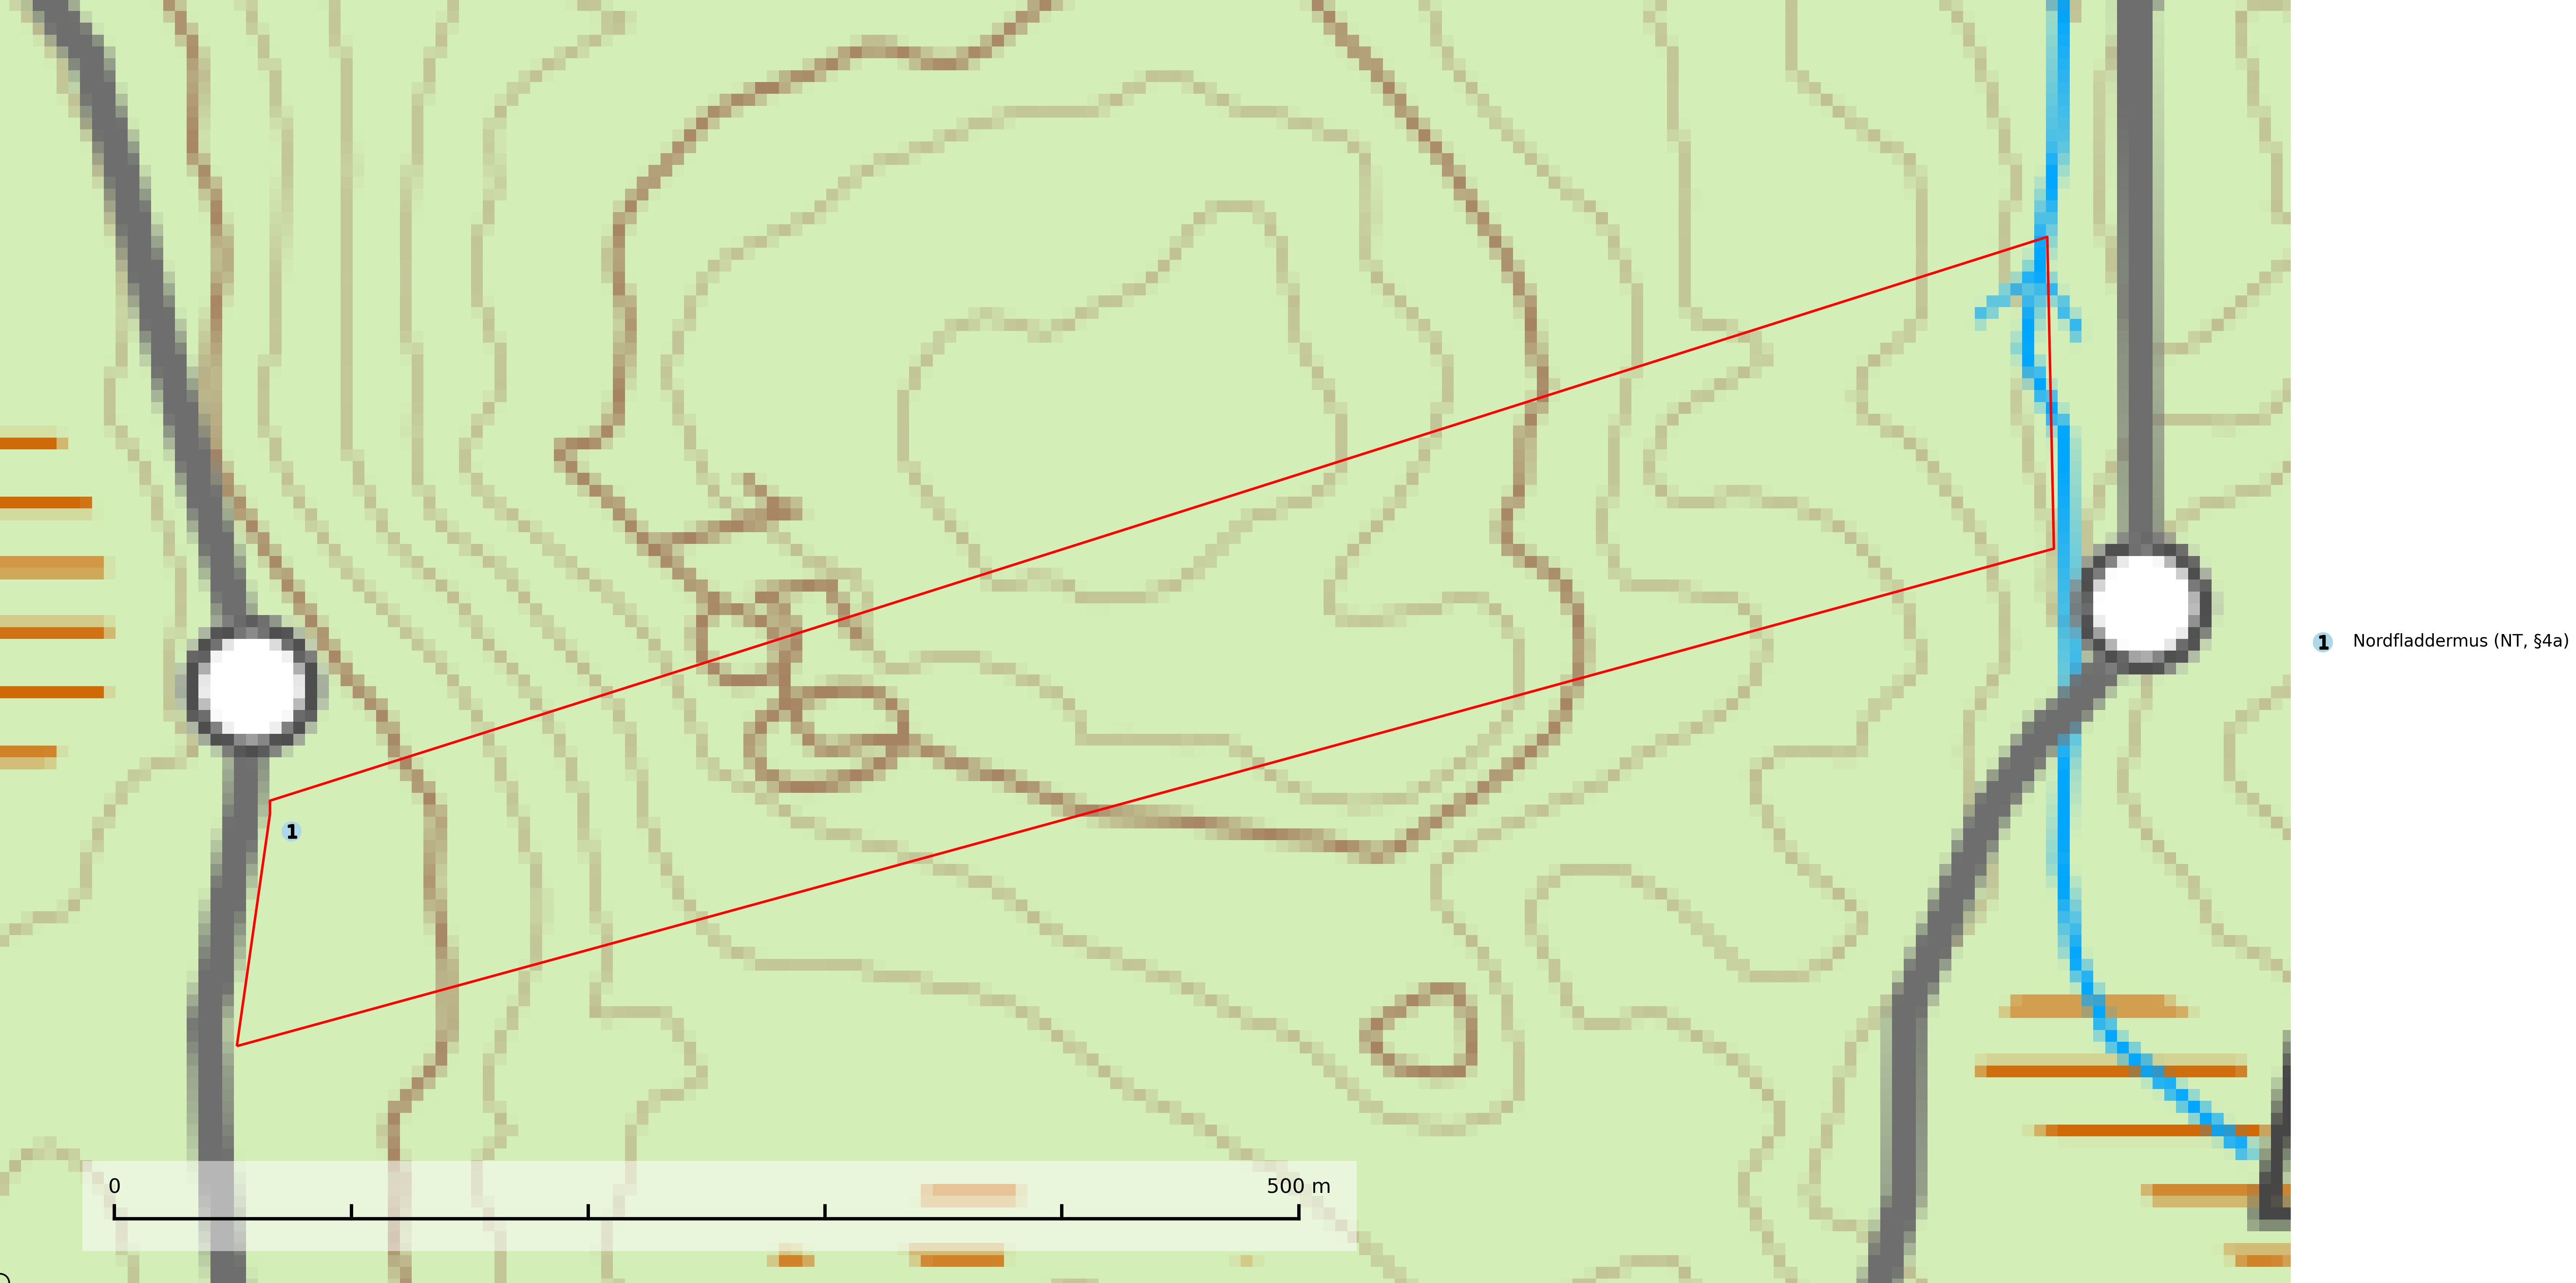 1 Nordfladdermus (NT, §4a)
1
0 500 m